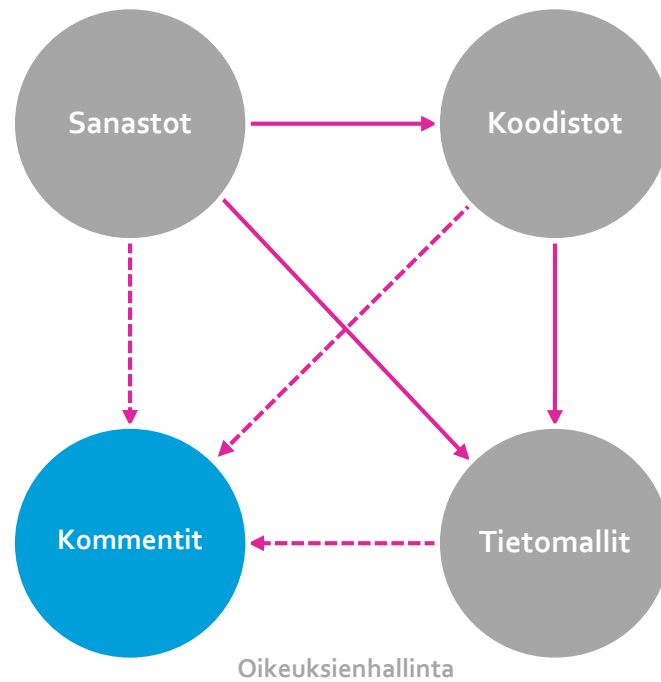 Sanastot
Koodistot
Kommentit
Tietomallit
Oikeuksienhallinta